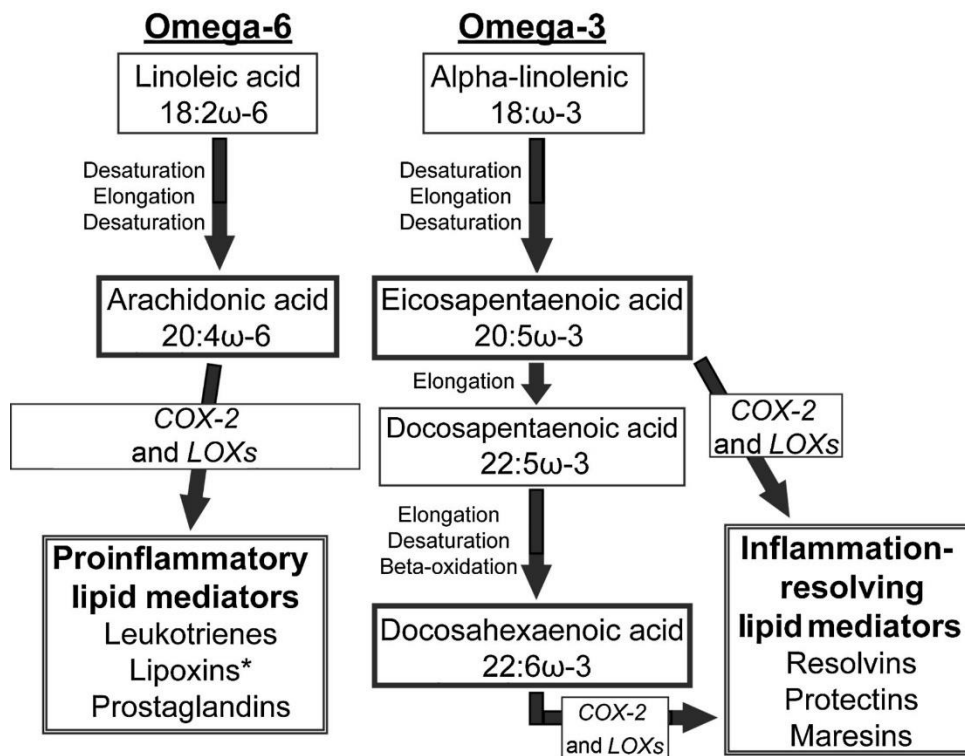 Omega-6
Linoleic acid
18:2ω-6
Desaturation
Elongation
Desaturation
Arachidonic acid
20:4ω-6
COX-2
and LOXs
Proinflammatory
lipid mediators
Leukotrienes
Lipoxins*
Prostaglandins
Omega-3
Alpha-linolenic
18:ω-3
Desaturation
Elongation
Desaturation
Eicosapentaenoic acid
20:5ω-3
Elongation
Docosapentaenoic acid
22:5ω-3
Elongation
Desaturation
Beta-oxidation
Docosahexaenoic acid
22:6ω-3
COX-2
and LOXs
COX-2
and LOXs
Inflammation-
resolving
lipid mediators
Resolvins
Protectins
Maresins